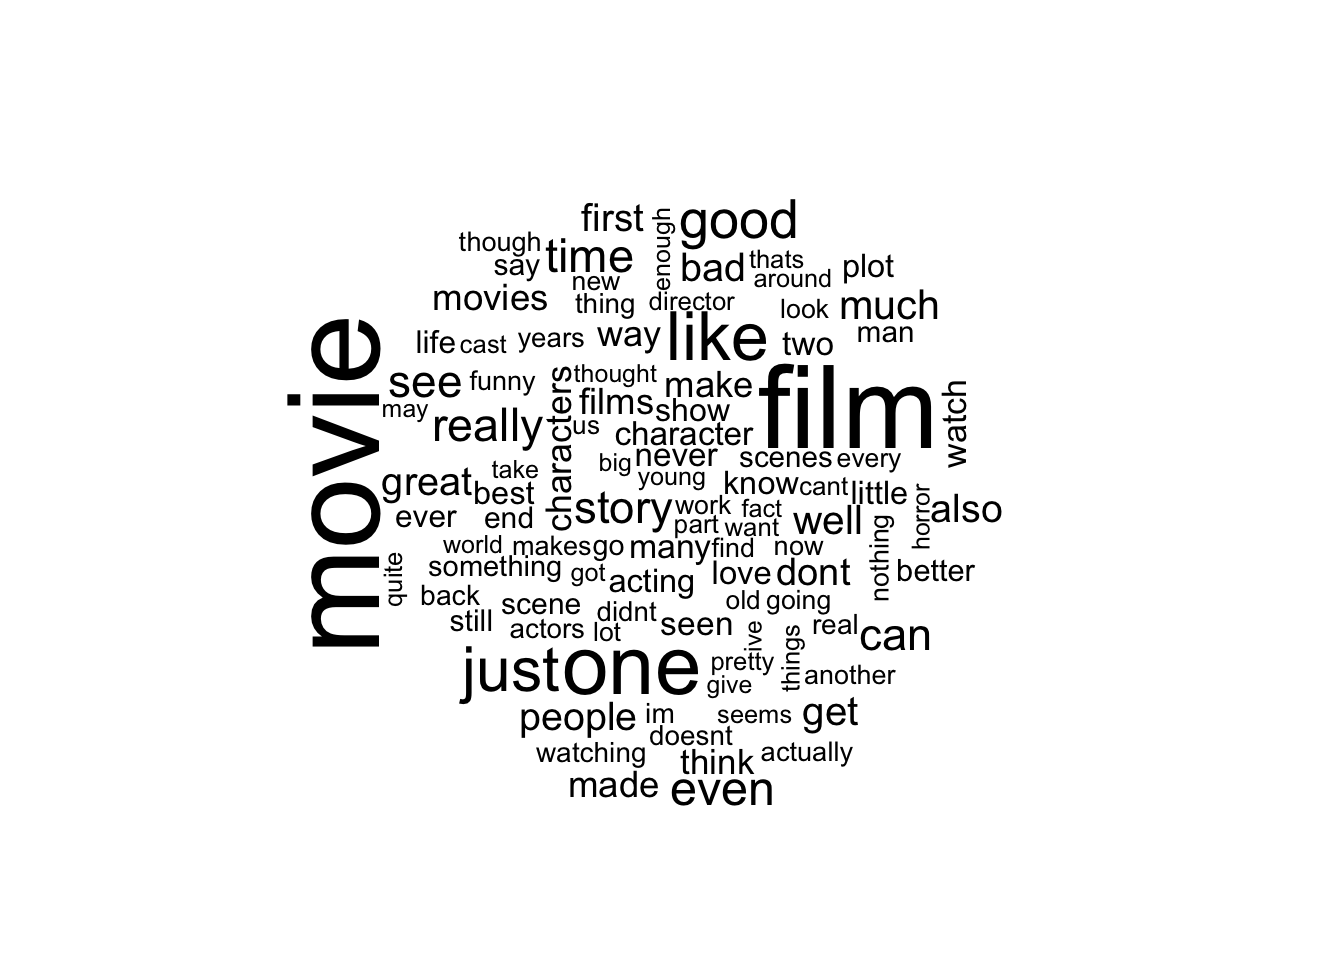 first
enough
good
though
time
say
bad
thats
plot
new
around
movies
thing
director
look
much
life
cast
years
way
like
two
man
movie
see
funny
characters
thought
make
film
watch
may
films
show
really
us
character
never
scenes
every
great
take
big
young
know
cant
little
best
story
work
fact
well
horror
also
ever
end
part
want
nothing
world
makes
go
many
find
now
quite
something
got
acting
love
dont
better
back
scene
didnt
old
going
still
actors
lot
seen
ive
things
real
can
just
one
pretty
another
give
people
im
seems
get
doesnt
watching
think
actually
made
even